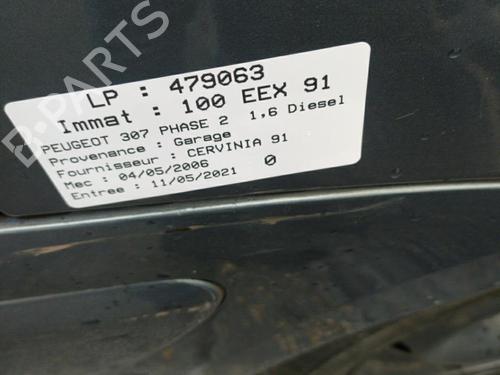 LP : 479063
Immat : 100 EEX 91
PEUGEOT 307 PHASE 2 1,6 Diesel
Provenance : Garage
Fournisseur : CERVINIA 91
Mec : 04/05/2006
Entree : 11/05/2021 0
B-PARTS